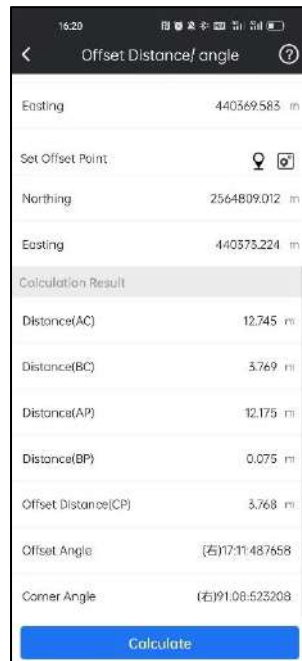 16:20
Offset Distance/ angle
Easting 440369.583 m
Set Offset Point
Northing 2564809.012 m
Easting 440373.224 m
Calculation Result
Distance(AC) 12.745 m
Distance(BC) 3.769 m
Distance(AP) 12.175 m
Distance(BP) 0.075 m
Offset Distance(CP) 3.768 m
Offset Angle (右)17:11:487658
Corner Angle (右)91:08:523208
Calculate